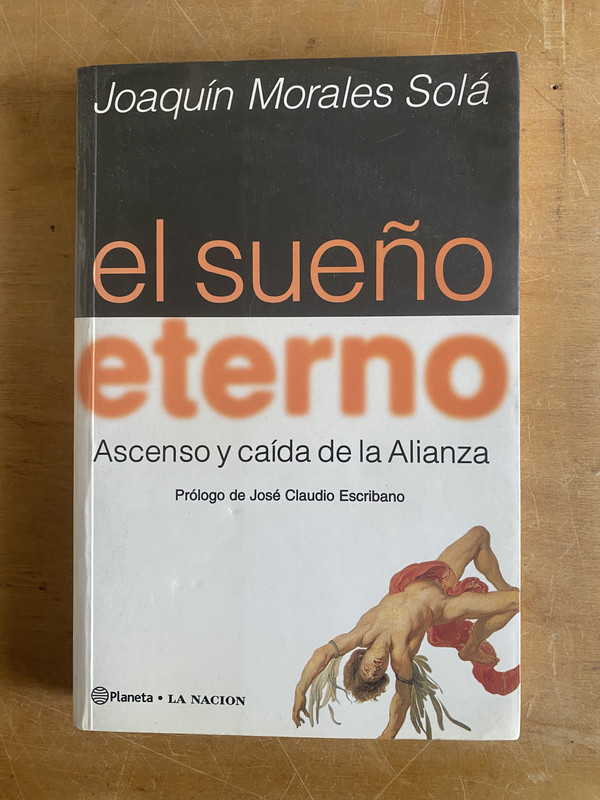 Joaquín Morales Solá
el sueño
eterno
Ascenso y caída de la Alianza
Prólogo de José Claudio Escribano
Planeta • LA NACION